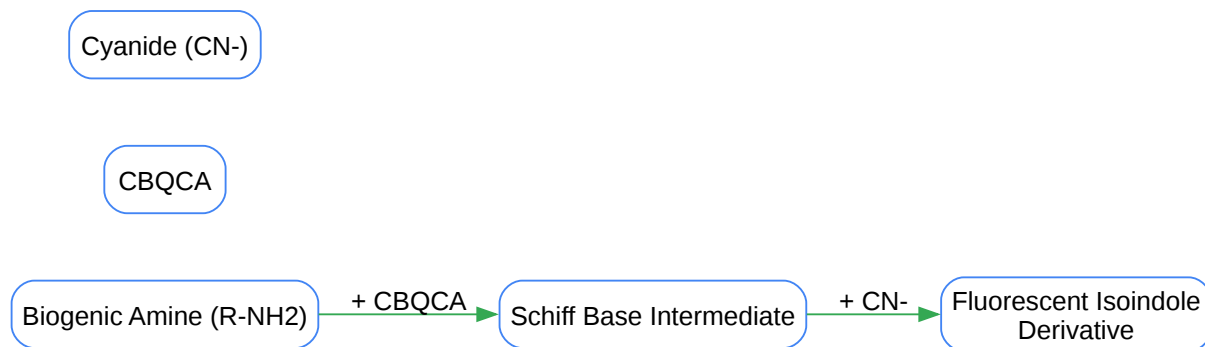 Cyanide (CN-)
CBQCA
Biogenic Amine (R-NH2)
+ CBQCA
Schiff Base Intermediate
+ CN-
Fluorescent Isoindole
Derivative